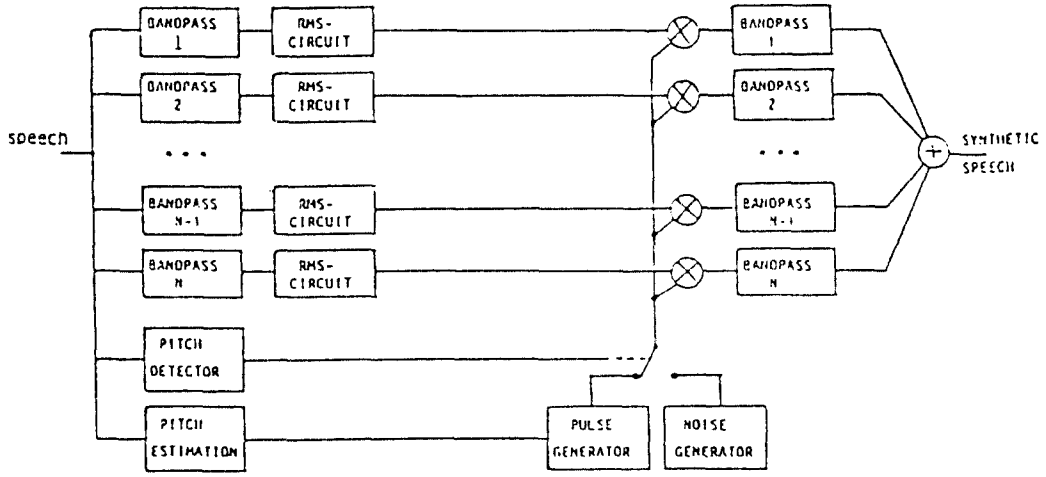 BANDPASS
1
RMS-
CIRCUIT
BANDPASS
1
BANDPASS
2
RMS-
CIRCUIT
BANDPASS
2
speech
...
...
SYNTHETIC
SPEECH
BANDPASS
N-1
RMS-
CIRCUIT
BANDPASS
N-1
BANDPASS
N
RMS-
CIRCUIT
BANDPASS
N
PITCH
DETECTOR
PITCH
ESTIMATION
PULSE
GENERATOR
NOISE
GENERATOR